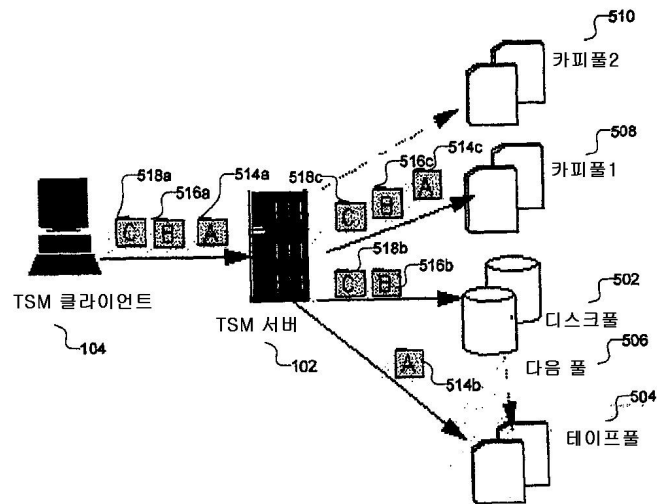 510
카피풀2
508
518a
516a
514a
518c
516c
514c
카피풀1
C
B
A
C
B
A
518b
516b
C
B
502
디스크풀
TSM 클라이언트
TSM 서버
506
104
102
A
514b
다음 풀
504
테이프풀